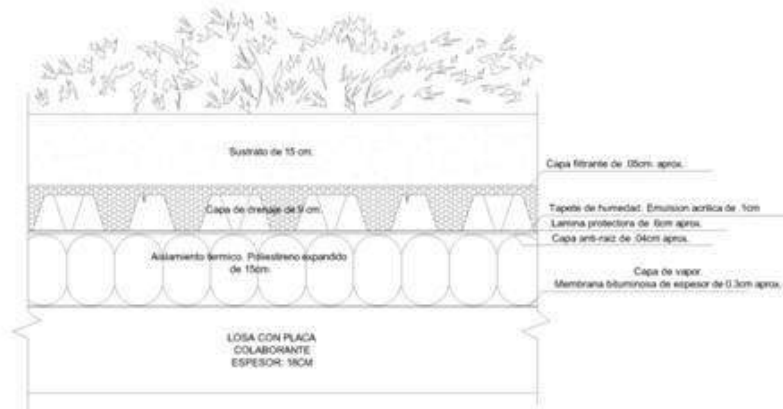 Sustrato de 15 cm.
Capa filtrante de .05cm. aprox.
Capa de drenaje de 9 cm
Tapete de humedad. Emulsion acrilica de .1cm
Lamina protectora de .6cm aprox.
Capa anti-raiz de .04cm aprox.
Aislamiento termico. Poliestireno expandido
de 15cm.
Capa de vapor.
Membrana bituminosa de espesor de 0.3cm aprox.
LOSA CON PLACA
COLABORANTE
ESPESOR: 18CM